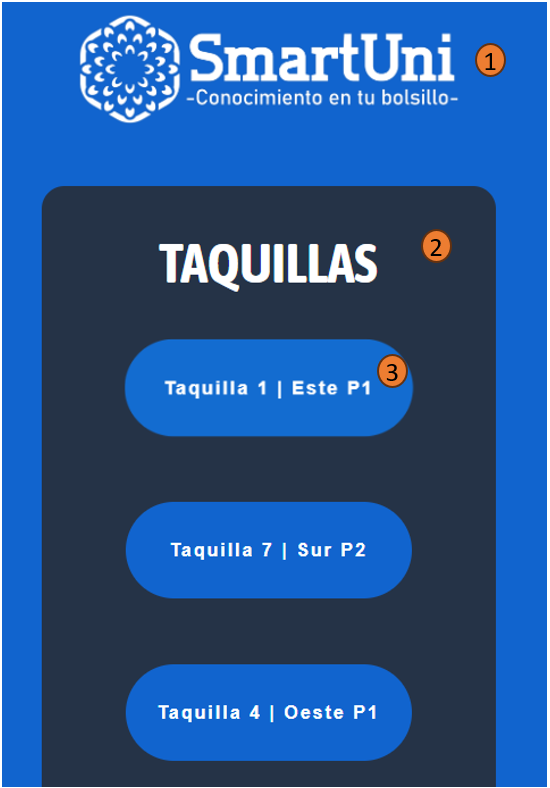 SmartUni
-Conocimiento en tu bolsillo-
1
TAQUILLAS
2
Taquilla 1 | Este P1
3
Taquilla 7 | Sur P2
Taquilla 4 | Oeste P1